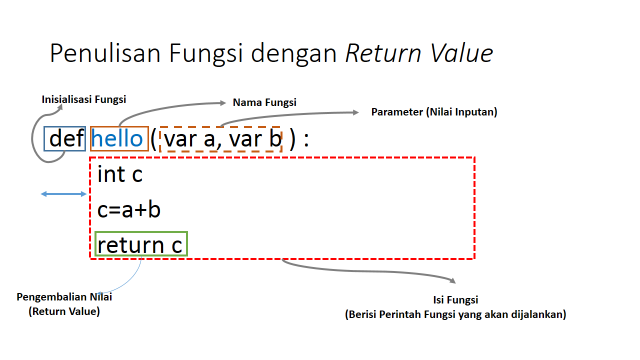 Penulisan Fungsi dengan Return Value
Inisialisasi Fungsi
Nama Fungsi
Parameter (Nilai Inputan)
def hello ( var a, var b ) :
int c
c=a+b
return c
Pengembalian Nilai
(Return Value)
Isi Fungsi
(Berisi Perintah Fungsi yang akan dijalankan)